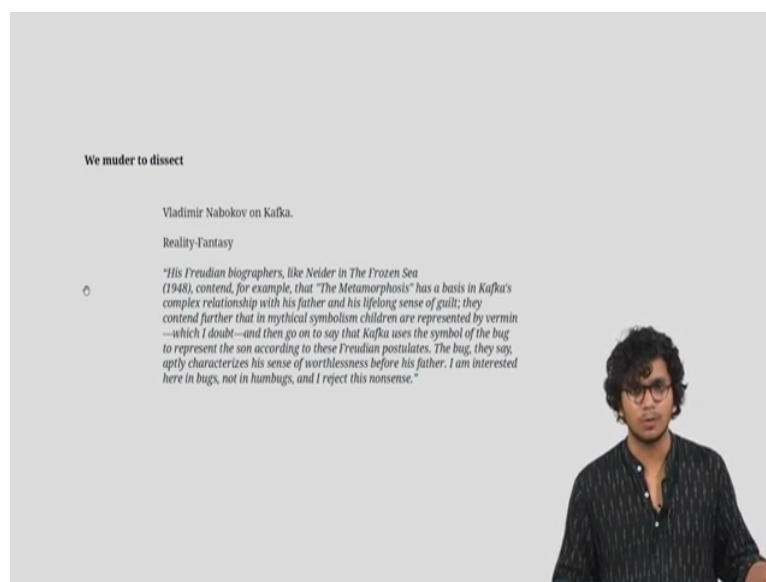 We muder to dissect
Vladimir Nabokov on Kafka.
Reality-Fantasy
“His Freudian biographers, like Neider in The Frozen Sea
(1948), contend, for example, that "The Metamorphosis" has a basis in Kafka's
complex relationship with his father and his lifelong sense of guilt; they
contend further that in mythical symbolism children are represented by vermin
—which I doubt—and then go on to say that Kafka uses the symbol of the bug
to represent the son according to these Freudian postulates. The bug, they say,
aptly characterizes his sense of worthlessness before his father. I am interested
here in bugs, not in humbugs, and I reject this nonsense.”